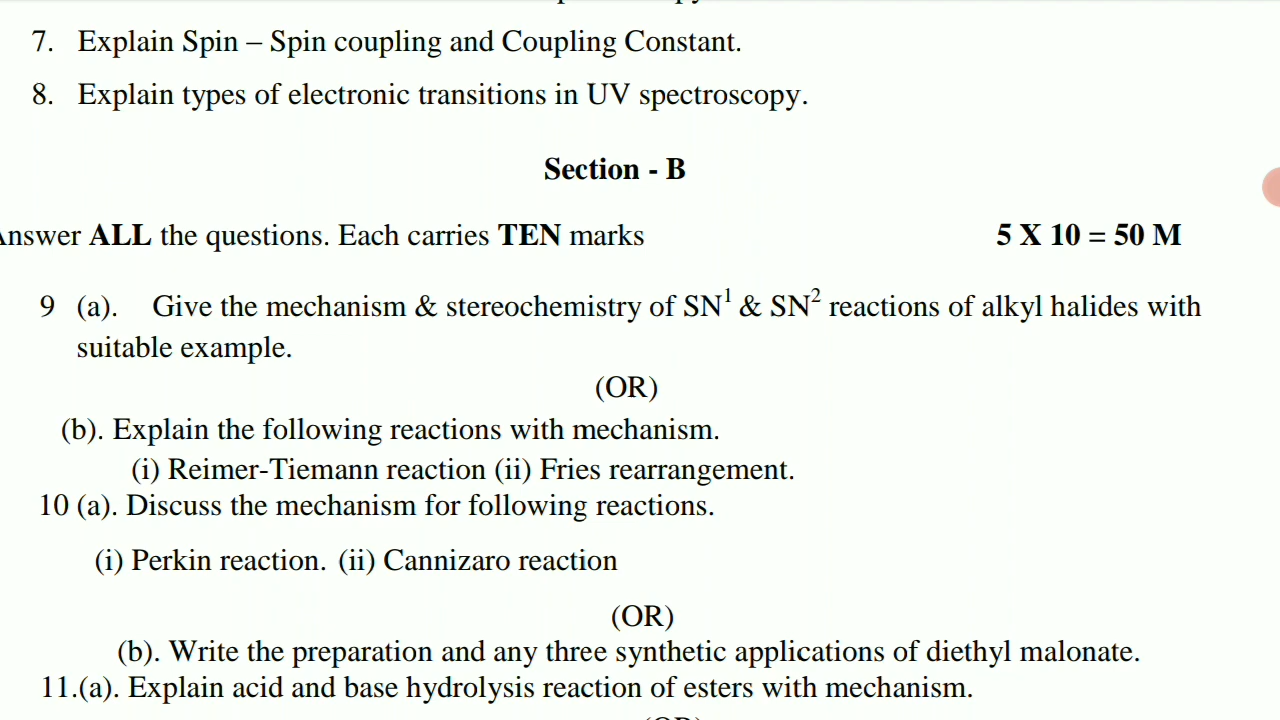 7. Explain Spin – Spin coupling and Coupling Constant.
8. Explain types of electronic transitions in UV spectroscopy.
Section - B
Answer ALL the questions. Each carries TEN marks 5 X 10 = 50 M
9 (a). Give the mechanism & stereochemistry of SN¹ & SN² reactions of alkyl halides with
suitable example.
(OR)
(b). Explain the following reactions with mechanism.
(i) Reimer-Tiemann reaction (ii) Fries rearrangement.
10 (a). Discuss the mechanism for following reactions.
(i) Perkin reaction. (ii) Cannizaro reaction
(OR)
(b). Write the preparation and any three synthetic applications of diethyl malonate.
11.(a). Explain acid and base hydrolysis reaction of esters with mechanism.